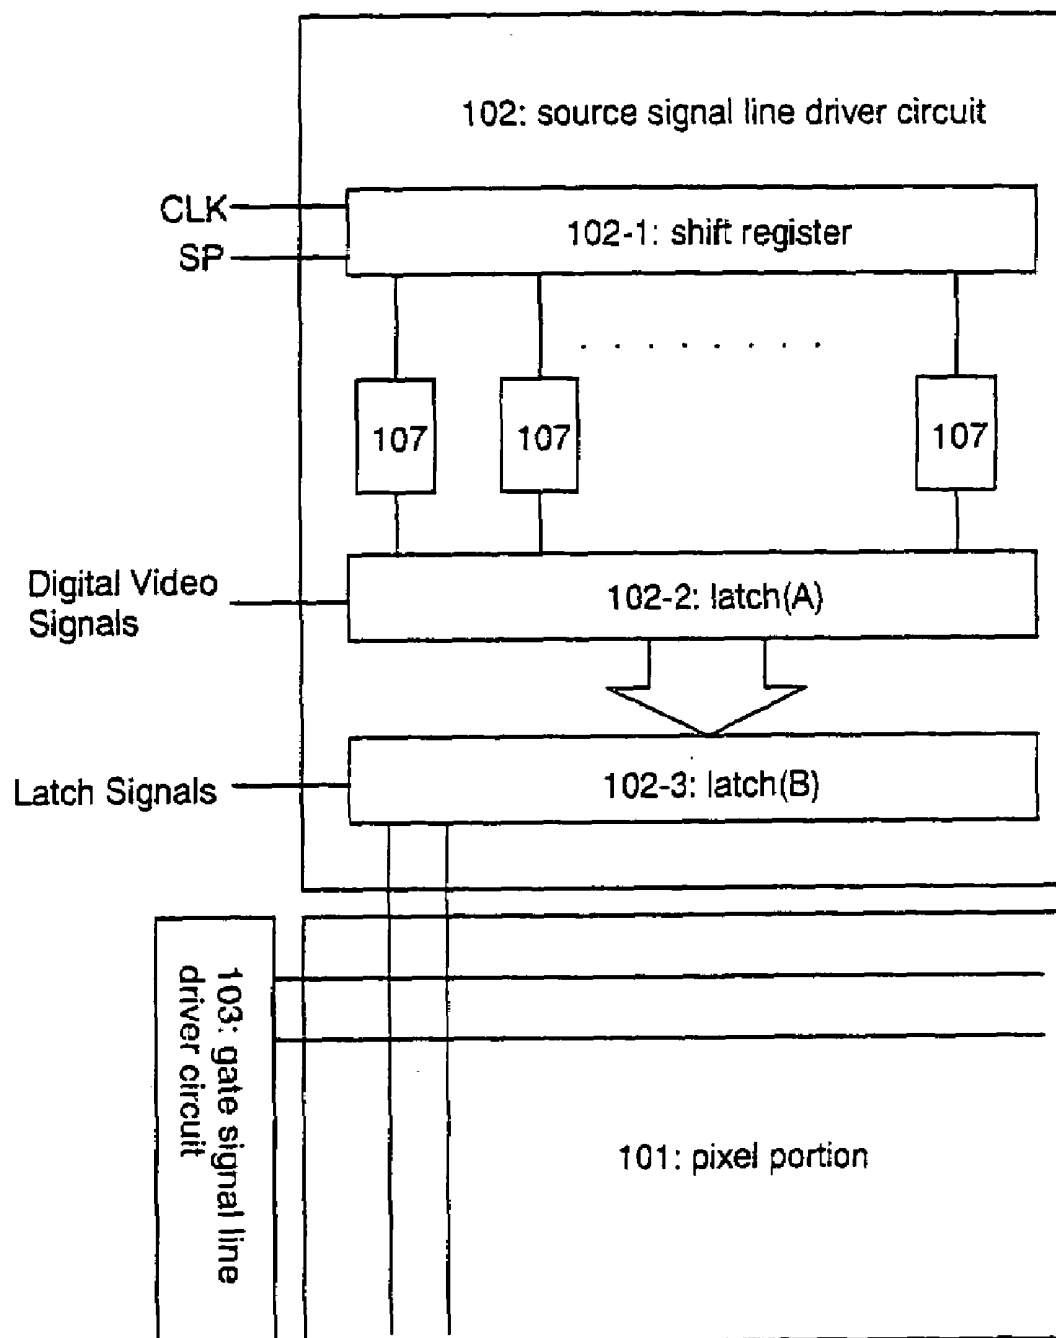 102: source signal line driver circuit
CLK
102-1: shift register
SP
107
107
107
Digital Video
Signals
102-2: latch(A)
Latch Signals
102-3: latch(B)
103: gate signal line
driver circuit
101: pixel portion